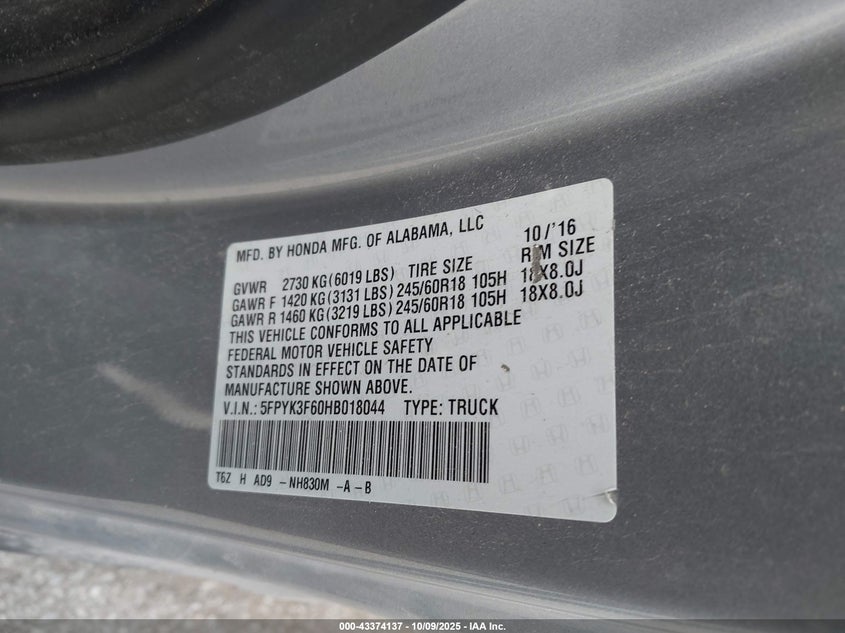 MFD. BY HONDA MFG. OF ALABAMA, LLC 10/'16
GVWR 2730 KG(6019 LBS) TIRE SIZE RIM SIZE
GAWR F 1420 KG(3131 LBS) 245/60R18 105H 18X8.0J
GAWR R 1460 KG(3219 LBS) 245/60R18 105H 18X8.0J
THIS VEHICLE CONFORMS TO ALL APPLICABLE
FEDERAL MOTOR VEHICLE SAFETY
STANDARDS IN EFFECT ON THE DATE OF
MANUFACTURE SHOWN ABOVE.
V.I.N.: 5FPYK3F60HB018044 TYPE: TRUCK
T6Z H AD9 -NH830M -A-B
000-43374137 - 10/09/2025 - IAA Inc.